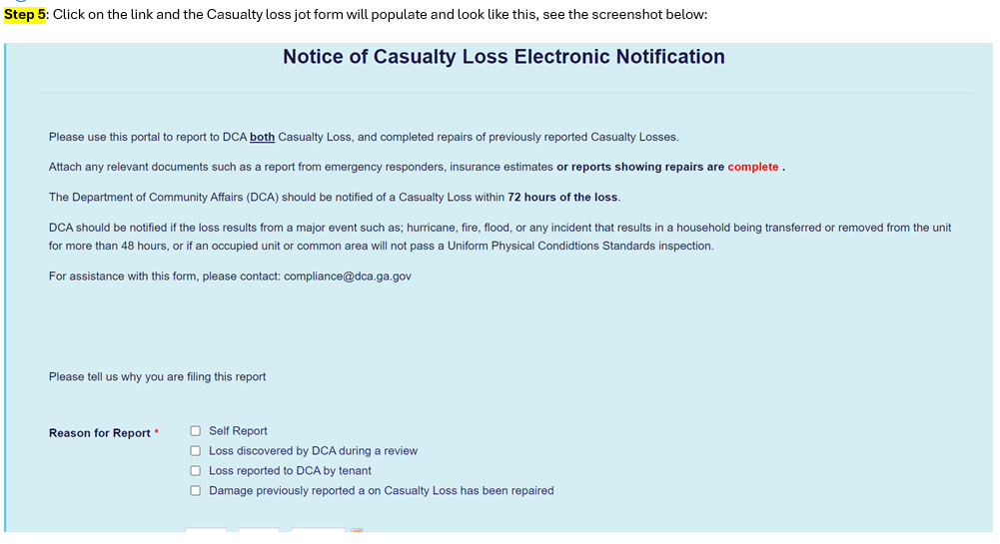 Step 5: Click on the link and the Casualty loss jot form will populate and look like this, see the screenshot below:
Notice of Casualty Loss Electronic Notification
Please use this portal to report to DCA both Casualty Loss, and completed repairs of previously reported Casualty Losses.
Attach any relevant documents such as a report from emergency responders, insurance estimates or reports showing repairs are complete .
The Department of Community Affairs (DCA) should be notified of a Casualty Loss within 72 hours of the loss.
DCA should be notified if the loss results from a major event such as; hurricane, fire, flood, or any incident that results in a household being transferred or removed from the unit
for more than 48 hours, or if an occupied unit or common area will not pass a Uniform Physical Condidtions Standards inspection.
For assistance with this form, please contact: compliance@dca.ga.gov
Please tell us why you are filing this report
Reason for Report *
Self Report
Loss discovered by DCA during a review
Loss reported to DCA by tenant
Damage previously reported a on Casualty Loss has been repaired